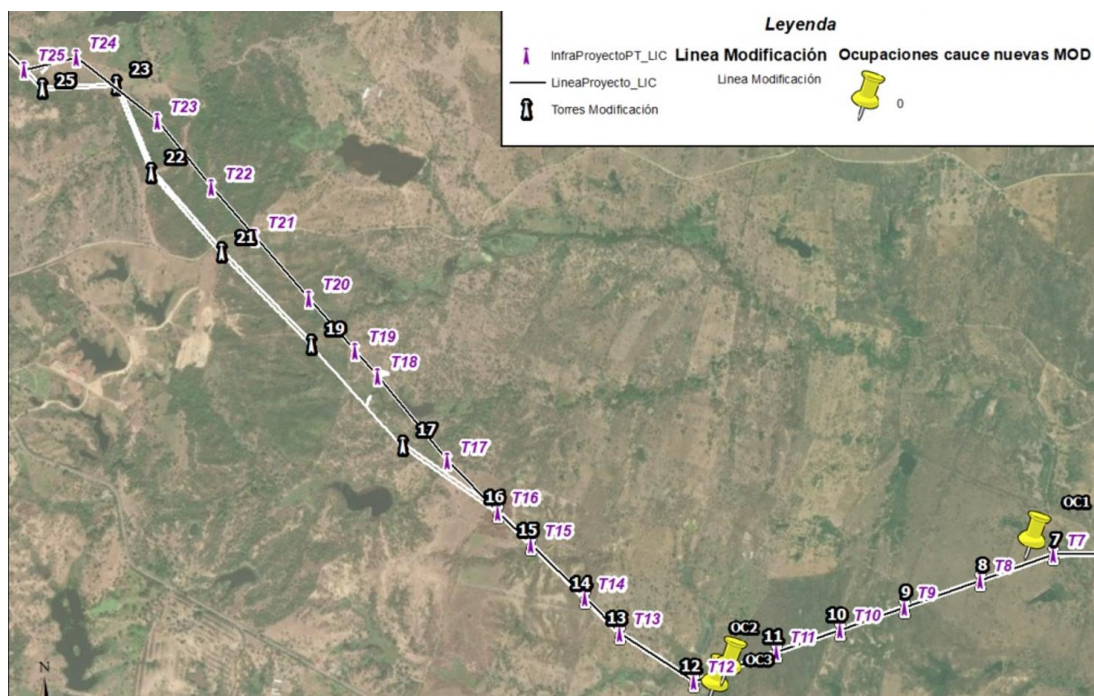 Leyenda
InfraProyectoPT_LIC Linea Modificación Ocupaciones cauce nuevas MOD
LineaProyecto_LIC Linea Modificación 0
Torres Modificación
T24
T25
25 23
T23
22
T22
21 T21
T20
19 T19
T18
17
T17
16 T16
15 T15
14 T14
13 T13
OC1
7 T7
8 T8
9 T9
10 T10
11 T11
OC2
OC3
12 T12
N